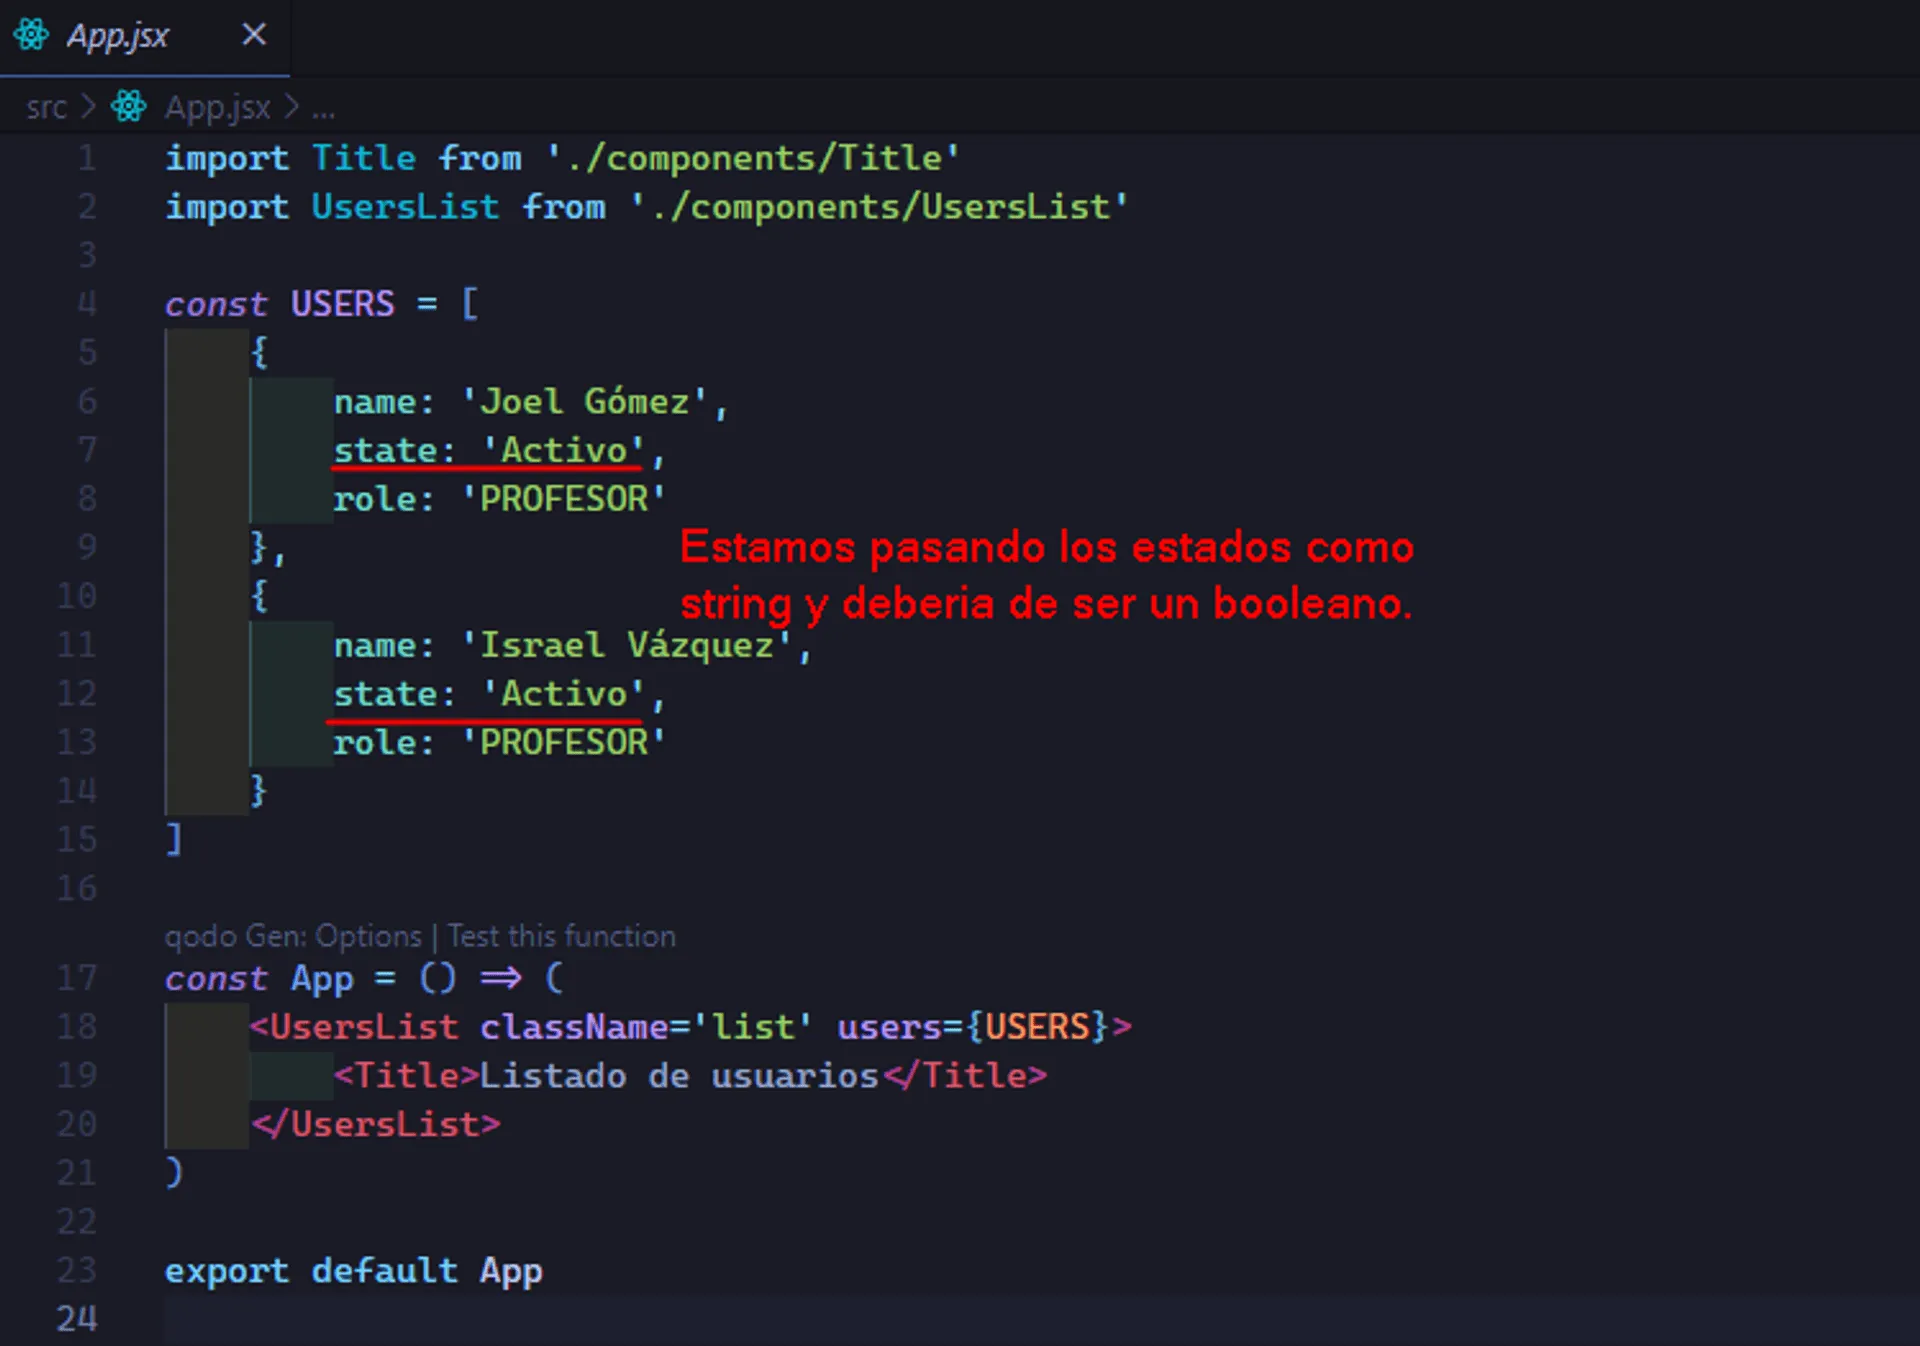 App.jsx
src > App.jsx > ...
1 import Title from './components/Title'
2 import UsersList from './components/UsersList'
3
4 const USERS = [
5 {
6 name: 'Joel Gómez',
7 state: 'Activo',
8 role: 'PROFESOR'
9 },
Estamos pasando los estados como
string y deberia de ser un booleano.
10 {
11 name: 'Israel Vázquez',
12 state: 'Activo',
13 role: 'PROFESOR'
14 }
15 ]
16
qodo Gen: Options | Test this function
17 const App = () => (
18 <UsersList className='list' users={USERS}>
19 <Title>Listado de usuarios</Title>
20 </UsersList>
21 )
22
23 export default App
24